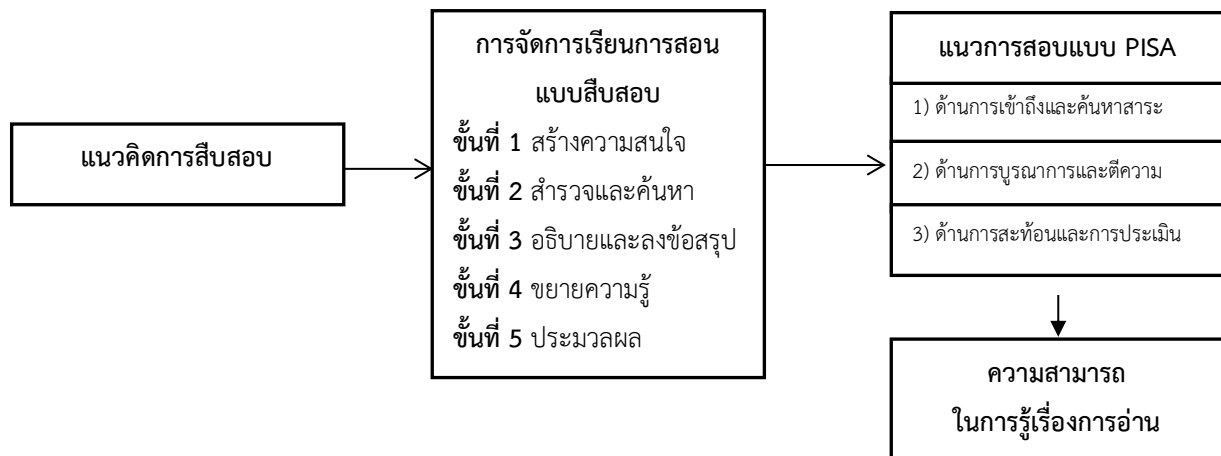 แนวคิดการสืบสอบ
การจัดการเรียนการสอน
แบบสืบสอบ
ขั้นที่ 1 สร้างความสนใจ
ขั้นที่ 2 สำรวจและค้นหา
ขั้นที่ 3 อธิบายและลงข้อสรุป
ขั้นที่ 4 ขยายความรู้
ขั้นที่ 5 ประมวลผล
แนวการสอบแบบ PISA
1) ด้านการเข้าถึงและค้นหาสาระ
2) ด้านการบูรณาการและตีความ
3) ด้านการสะท้อนและการประเมิน
ความสามารถ
ในการรู้เรื่องการอ่าน